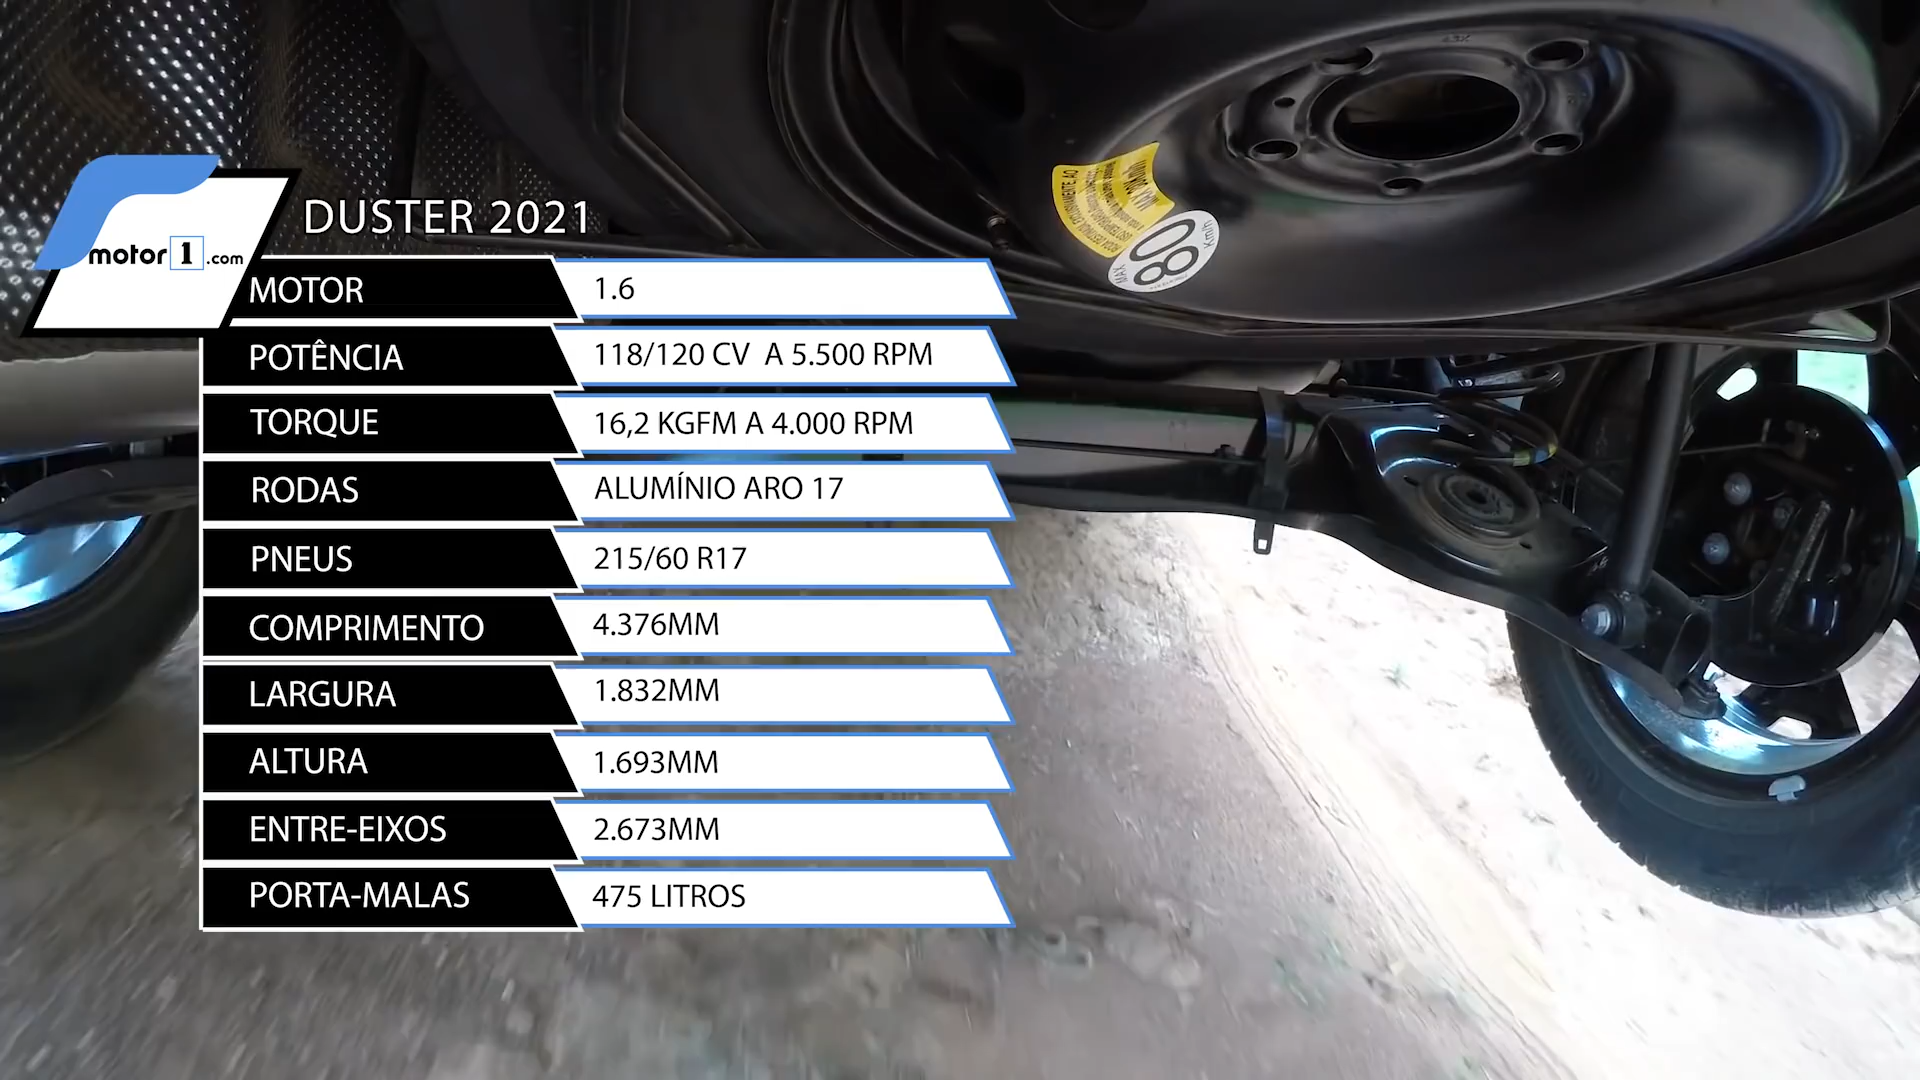 DUSTER 2021
motor1.com
MOTOR 1.6
POTÊNCIA 118/120 CV A 5.500 RPM
TORQUE 16,2 KGFM A 4.000 RPM
RODAS ALUMÍNIO ARO 17
PNEUS 215/60 R17
COMPRIMENTO 4.376MM
LARGURA 1.832MM
ALTURA 1.693MM
ENTRE-EIXOS 2.673MM
PORTA-MALAS 475 LITROS
MAX
80
Km/h